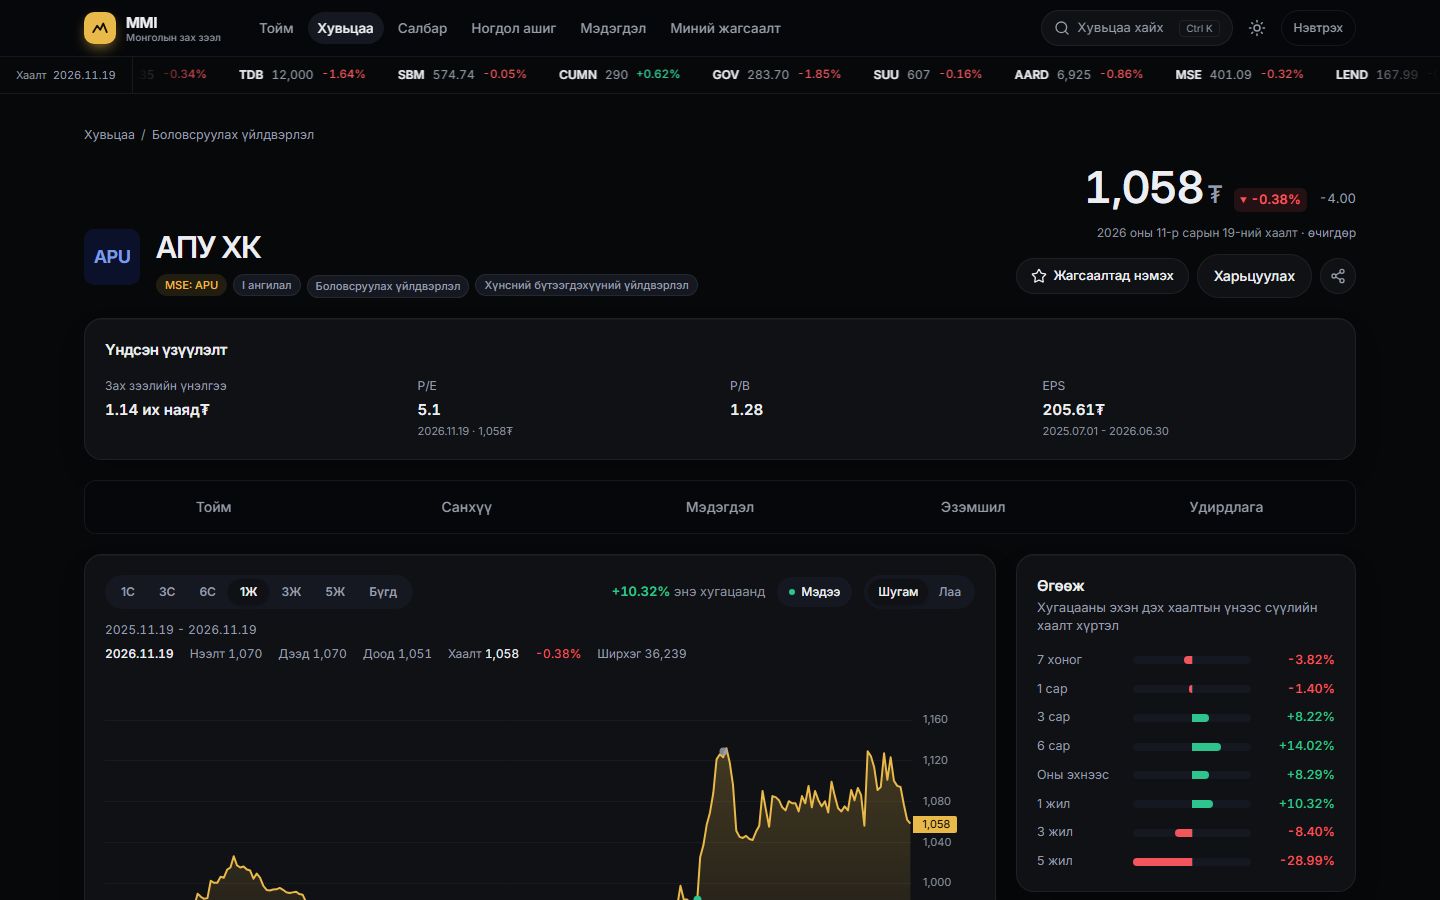 MMI
Монголын зах зээл
Тойм Хувьцаа Салбар Ногдол ашиг Мэдэгдэл Миний жагсаалт
Хувьцаа хайх Ctrl K
Нэвтрэх
Хаалт 2026.11.19
35 -0.34% TDB 12,000 -1.64% SBM 574.74 -0.05% CUMN 290 +0.62% GOV 283.70 -1.85% SUU 607 -0.16% AARD 6,925 -0.86% MSE 401.09 -0.32% LEND 167.99
Хувьцаа / Боловсруулах үйлдвэрлэл
1,058₮ ▼ -0.38% -4.00
2026 оны 11-р сарын 19-ний хаалт · өчигдөр
APU
АПУ ХК
MSE: APU I ангилал Боловсруулах үйлдвэрлэл Хүнсний бүтээгдэхүүний үйлдвэрлэл
Жагсаалтад нэмэх Харьцуулах
Үндсэн үзүүлэлт
Зах зээлийн үнэлгээ P/E P/B EPS
1.14 их наяд₮ 5.1 1.28 205.61₮
2026.11.19 · 1,058₮ 2025.07.01 - 2026.06.30
Тойм Санхүү Мэдэгдэл Эзэмшил Удирдлага
1С 3С 6С 1Ж 3Ж 5Ж Бүгд
+10.32% энэ хугацаанд Мэдээ Шугам Лаа
2025.11.19 - 2026.11.19
2026.11.19 Нээлт 1,070 Дээд 1,070 Доод 1,051 Хаалт 1,058 -0.38% Ширхэг 36,239
1,160
1,120
1,080
1,058
1,040
1,000
Өгөөж
Хугацааны эхэн дэх хаалтын үнээс сүүлийн
хаалт хүртэл
7 хоног -3.82%
1 сар -1.40%
3 сар +8.22%
6 сар +14.02%
Оны эхнээс +8.29%
1 жил +10.32%
3 жил -8.40%
5 жил -28.99%